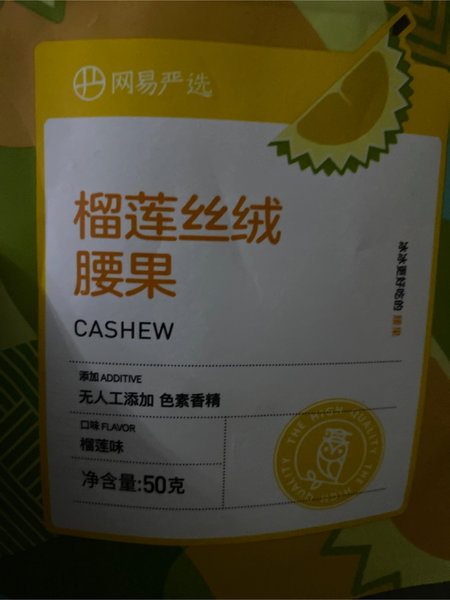 网易严选
榴莲丝绒
腰果
CASHEW
添加 ADDITIVE
无人工添加 色素香精
口味 FLAVOR
榴莲味
净含量:50克